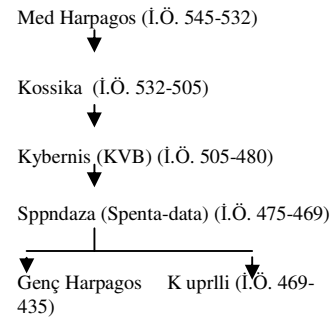 Med Harpagos (İ.Ö. 545-532)
Kossika (İ.Ö. 532-505)
Kybernis (KVB) (İ.Ö. 505-480)
Sppndaza (Spenta-data) (İ.Ö. 475-469)
Genç Harpagos K uprlli (İ.Ö. 469-
435)